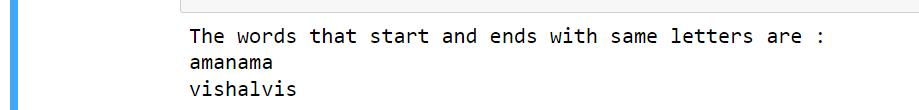 The words that start and ends with same letters are :
amanama
vishalvis